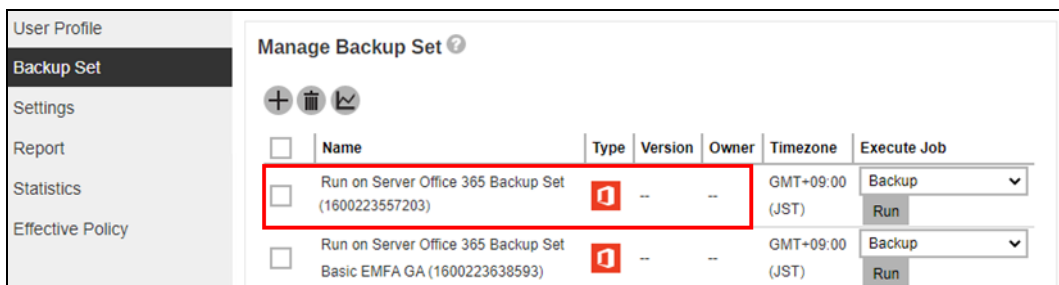 User Profile
Backup Set
Settings
Report
Statistics
Effective Policy
Manage Backup Set ?
Name Type Version Owner Timezone Execute Job
Run on Server Office 365 Backup Set -- -- GMT+09:00 Backup
(1600223557203) (JST) Run
Run on Server Office 365 Backup Set -- -- GMT+09:00 Backup
Basic EMFA GA (1600223638593) (JST) Run